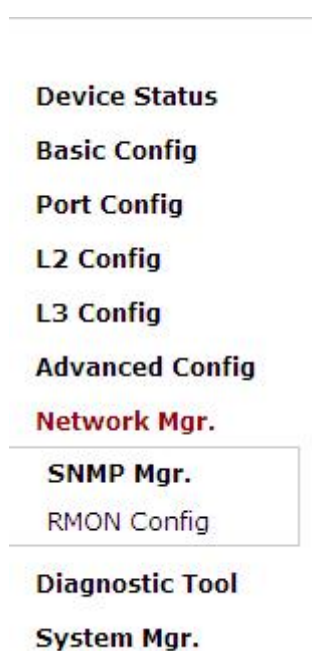 Device Status
Basic Config
Port Config
L2 Config
L3 Config
Advanced Config
Network Mgr.
SNMP Mgr.
RMON Config
Diagnostic Tool
System Mgr.